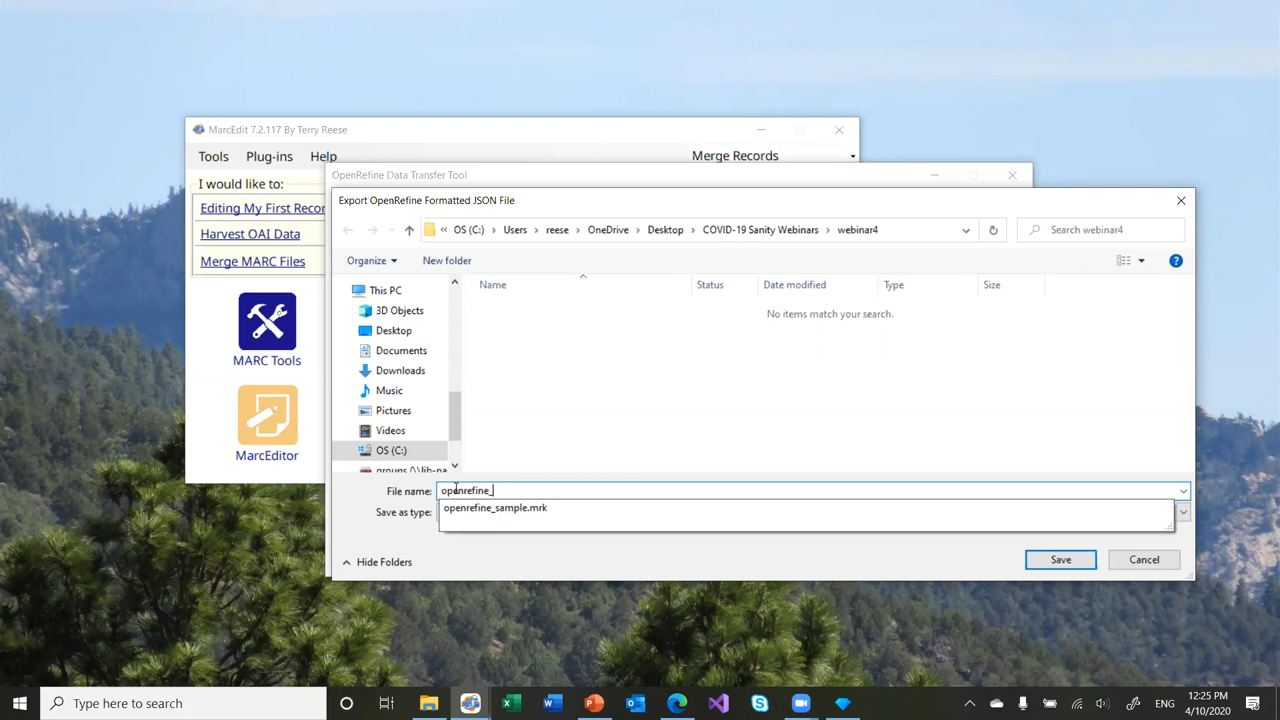 MarcEdit 7.2.117 By Terry Reese
Tools Plug-ins Help Merge Records
I would like to:
Editing My First Recor
Harvest OAI Data
Merge MARC Files
MARC Tools
MarcEditor
OpenRefine Data Transfer Tool
Export OpenRefine Formatted JSON File
« OS (C:) > Users > reese > OneDrive > Desktop > COVID-19 Sanity Webinars > webinar4
Search webinar4
Organize New folder
Name Status Date modified Type Size
No items match your search.
This PC
3D Objects
Desktop
Documents
Downloads
Music
Pictures
Videos
OS (C:)
groups (\\lib-na
File name: openrefine_
openrefine_sample.mrk
Save as type:
Hide Folders
Save Cancel
Type here to search
ENG
12:25 PM
4/10/2020